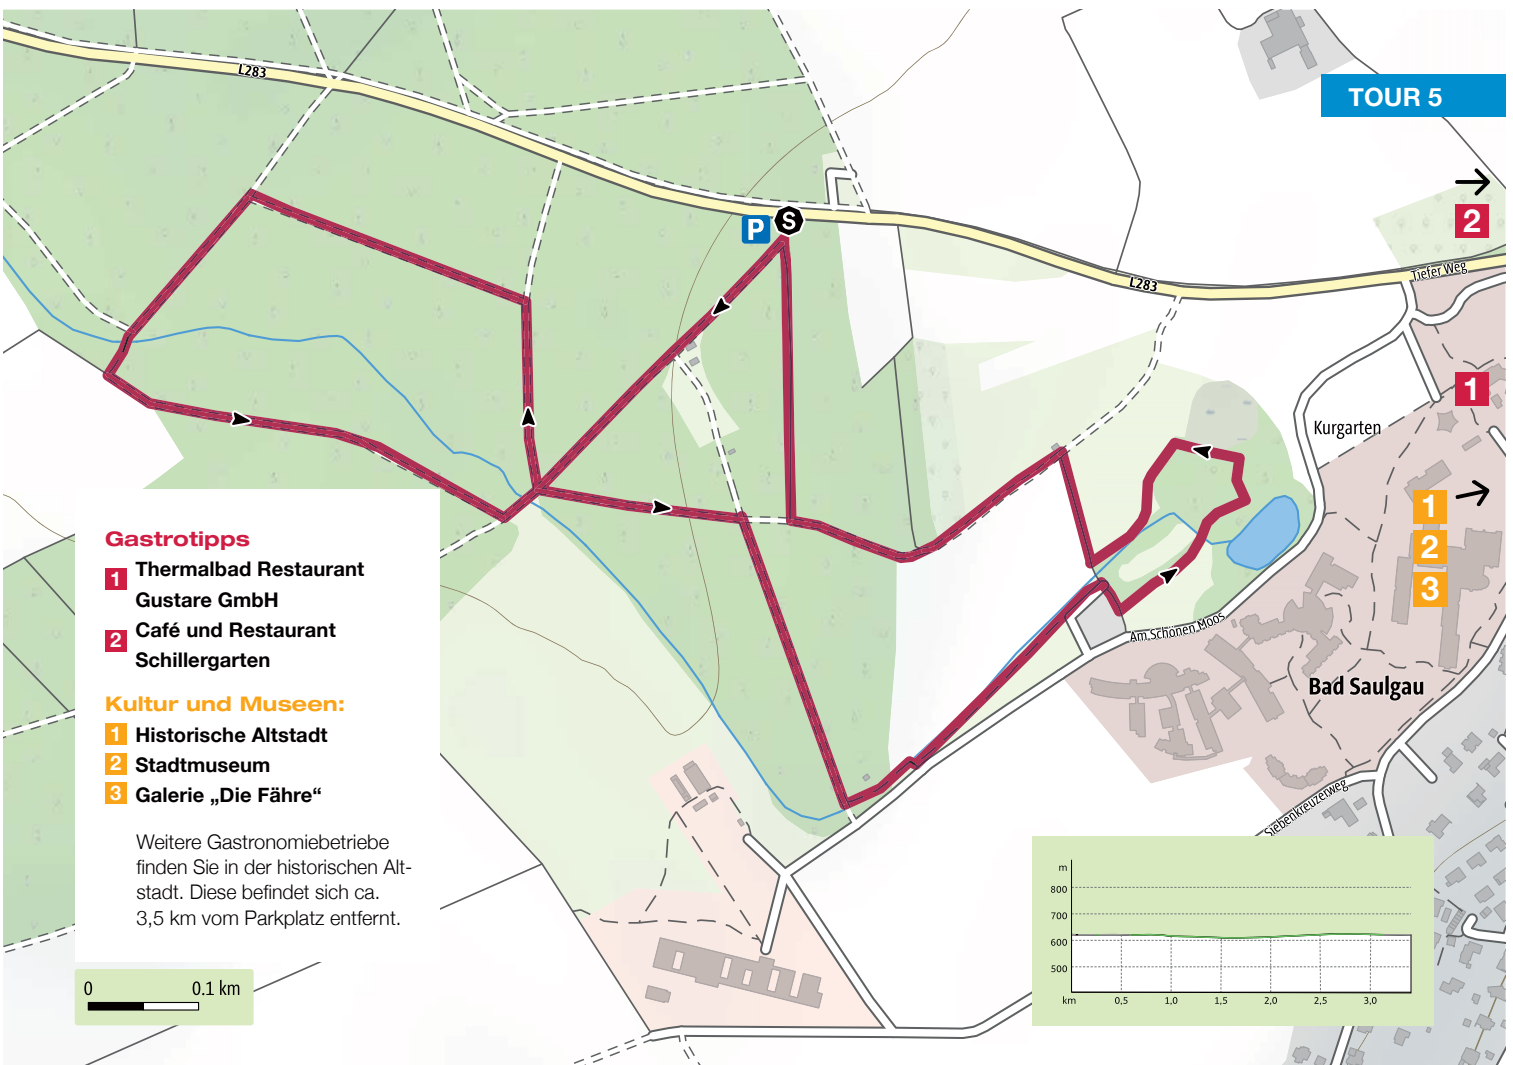 L283
TOUR 5
2
P
S
L283
Tiefer Weg
1
Kurgarten
1
2
3
Am Schönen Moos
Bad Saulgau
Siebenkreuzerweg
Gastrotipps
1 Thermalbad Restaurant
Gustare GmbH
2 Café und Restaurant
Schillergarten
Kultur und Museen:
1 Historische Altstadt
2 Stadtmuseum
3 Galerie „Die Fähre“
Weitere Gastronomiebetriebe
finden Sie in der historischen Alt-
stadt. Diese befindet sich ca.
3,5 km vom Parkplatz entfernt.
0 0.1 km
m
800
700
600
500
km 0,5 1,0 1,5 2,0 2,5 3,0